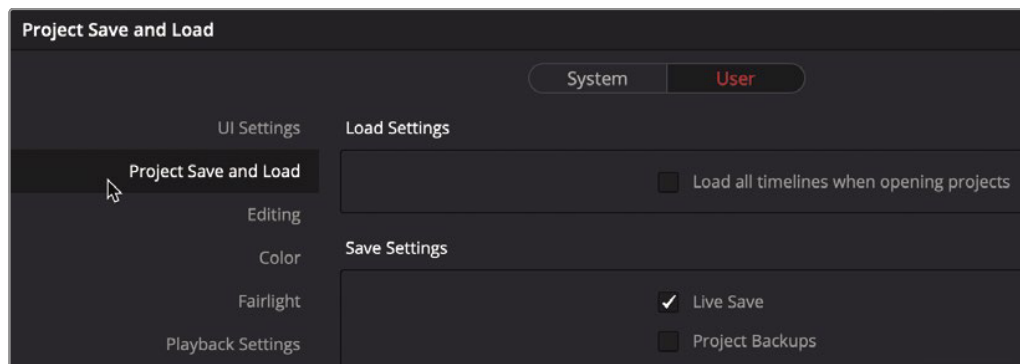 Project Save and Load
System User
UI Settings
Load Settings
Project Save and Load
Load all timelines when opening projects
Editing
Save Settings
Color
Fairlight
Live Save
Playback Settings
Project Backups